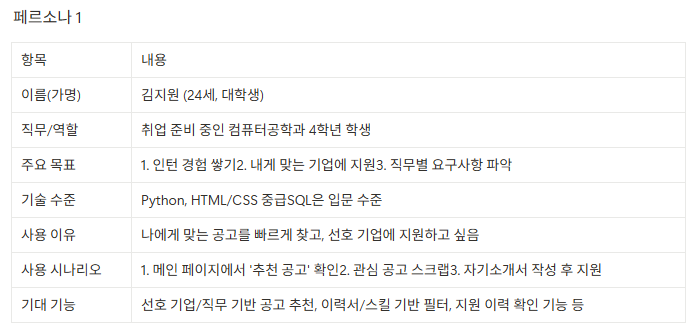 페르소나 1
항목 내용
이름(가명) 김지원 (24세, 대학생)
직무/역할 취업 준비 중인 컴퓨터공학과 4학년 학생
주요 목표 1. 인턴 경험 쌓기2. 내게 맞는 기업에 지원3. 직무별 요구사항 파악
기술 수준 Python, HTML/CSS 중급SQL은 입문 수준
사용 이유 나에게 맞는 공고를 빠르게 찾고, 선호 기업에 지원하고 싶음
사용 시나리오 1. 메인 페이지에서 '추천 공고' 확인2. 관심 공고 스크랩3. 자기소개서 작성 후 지원
기대 기능 선호 기업/직무 기반 공고 추천, 이력서/스킬 기반 필터, 지원 이력 확인 기능 등